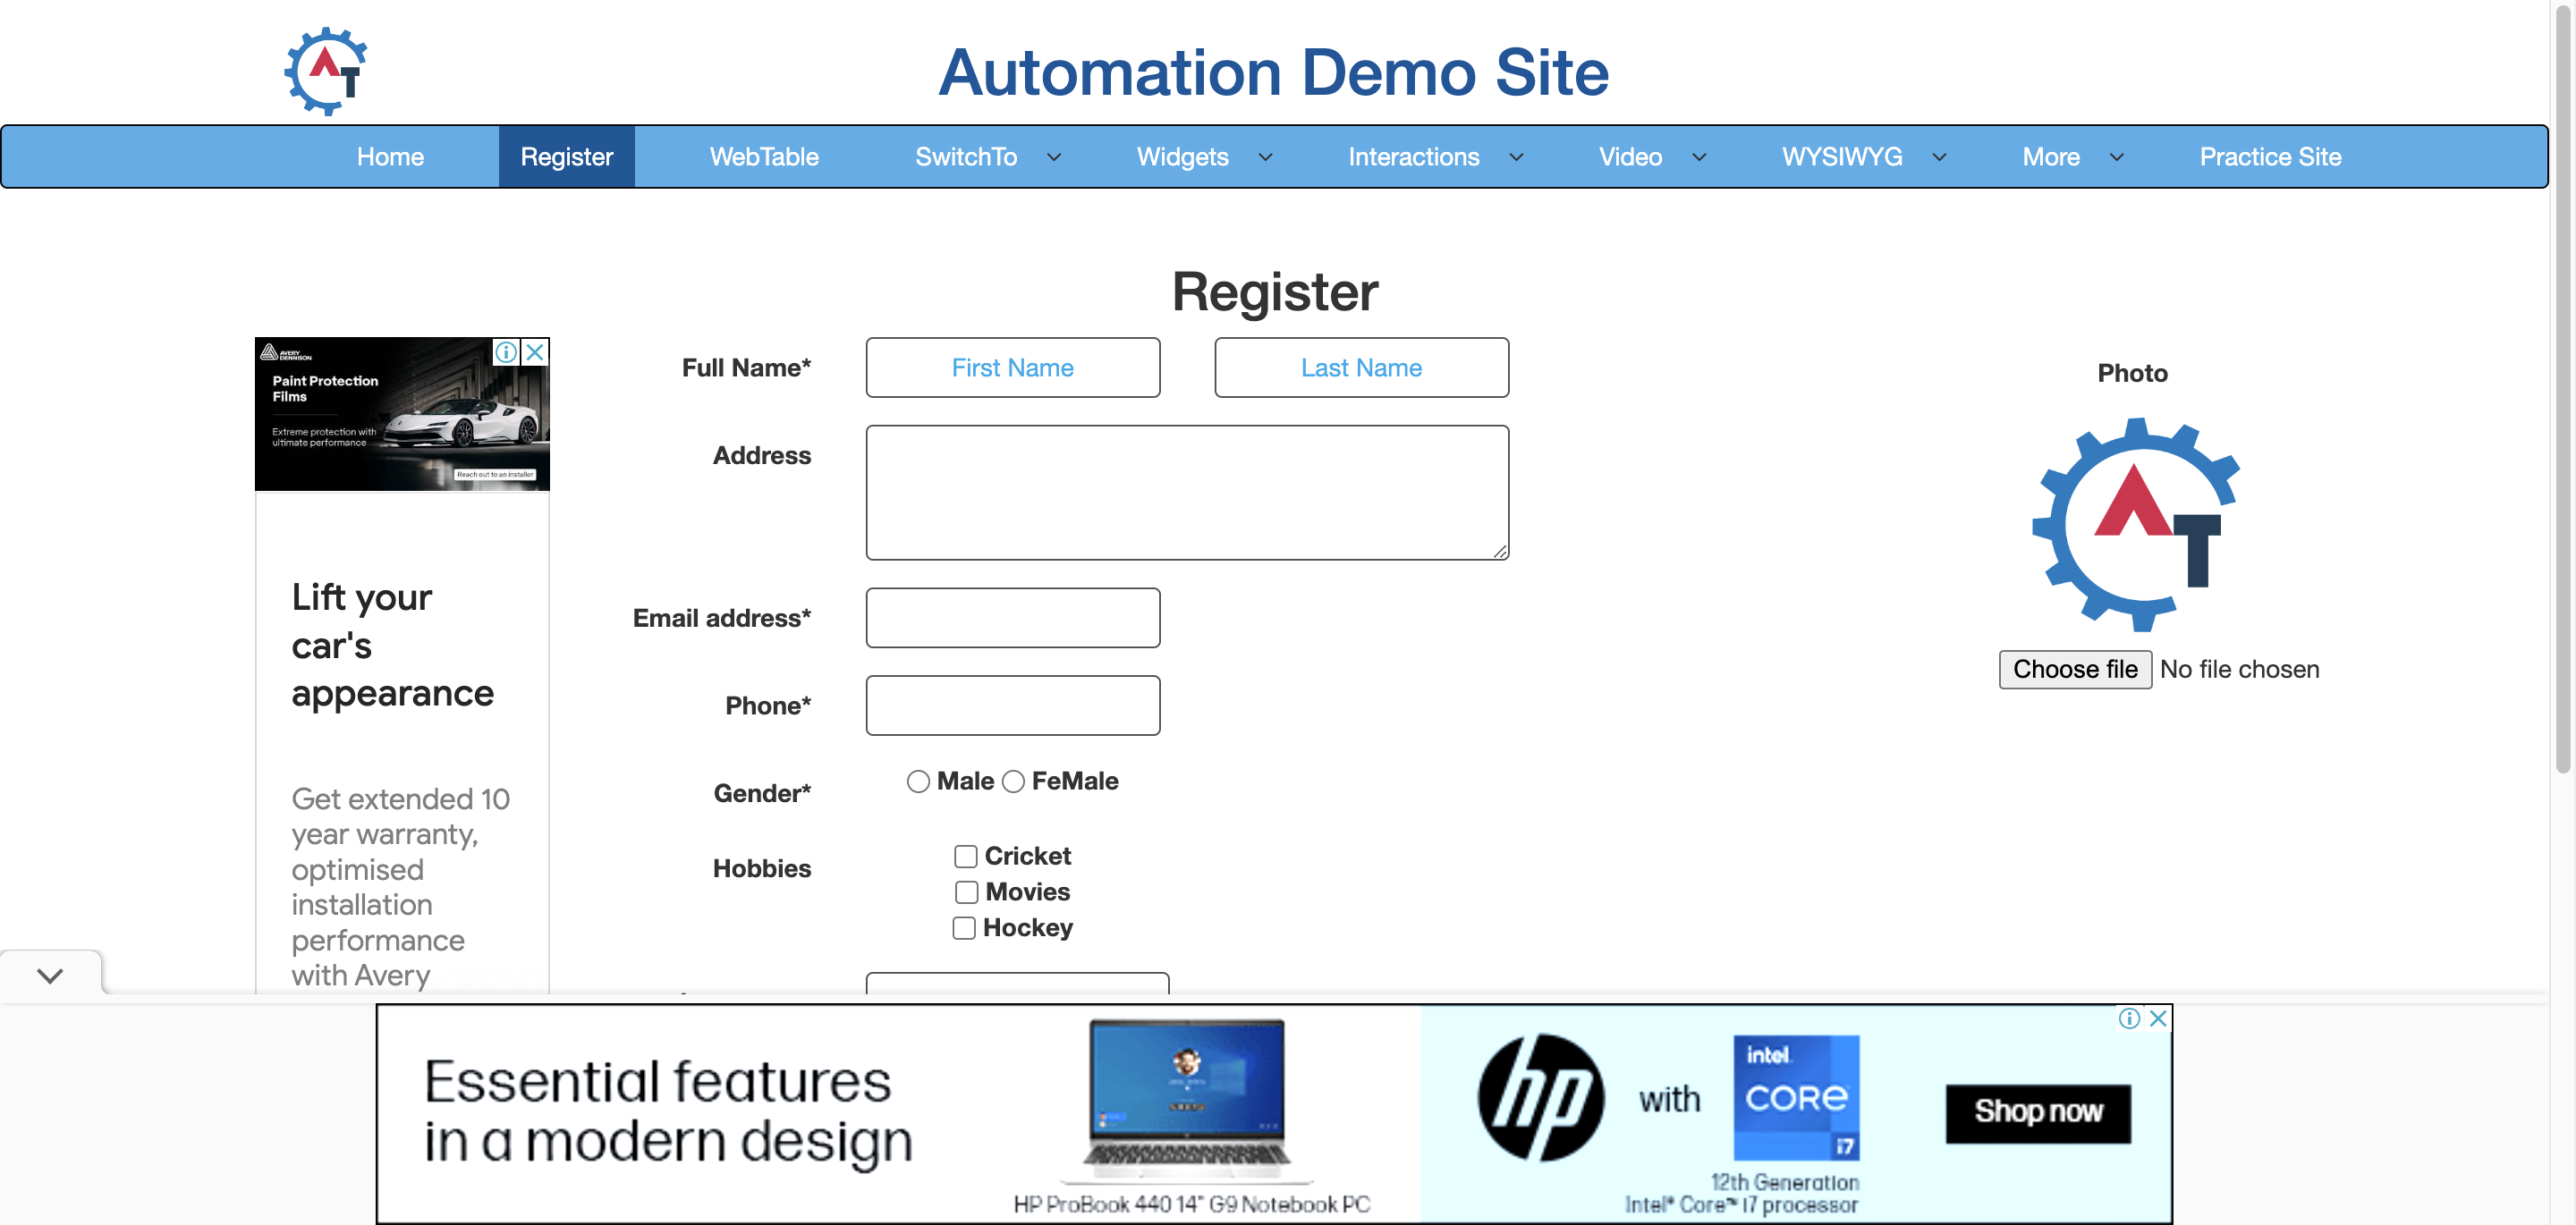 Automation Demo Site
Home Register WebTable SwitchTo Widgets Interactions Video WYSIWYG More Practice Site
Register
AVERY DENNISON
Paint Protection
Films
Extreme protection with
ultimate performance
Reach out to an installer
Lift your
car's
appearance
Get extended 10
year warranty,
optimised
installation
performance
with Avery
Full Name* First Name Last Name
Address
Email address*
Phone*
Gender* Male FeMale
Hobbies Cricket
Movies
Hockey
Photo
AT
Choose file No file chosen
Essential features
in a modern design
HP ProBook 440 14" G9 Notebook PC
hp with intel CORE i7
12th Generation
Intel® Core™ i7 processor
Shop now